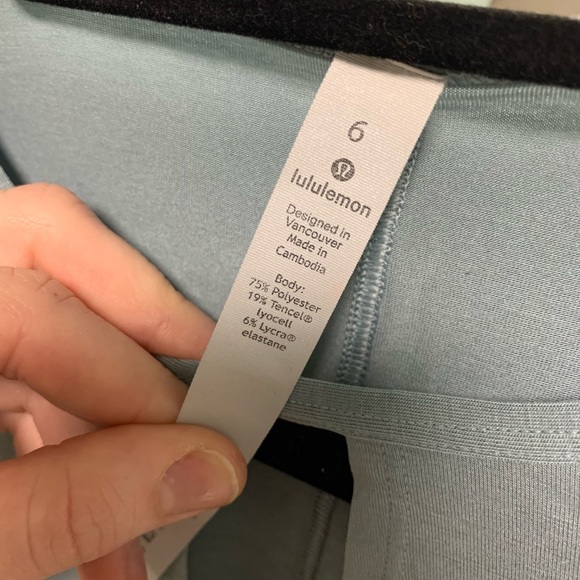 6
lululemon
Designed in
Vancouver
Made in
Cambodia
Body:
75% Polyester
19% Tencel®
lyocell
6% Lycra®
elastane